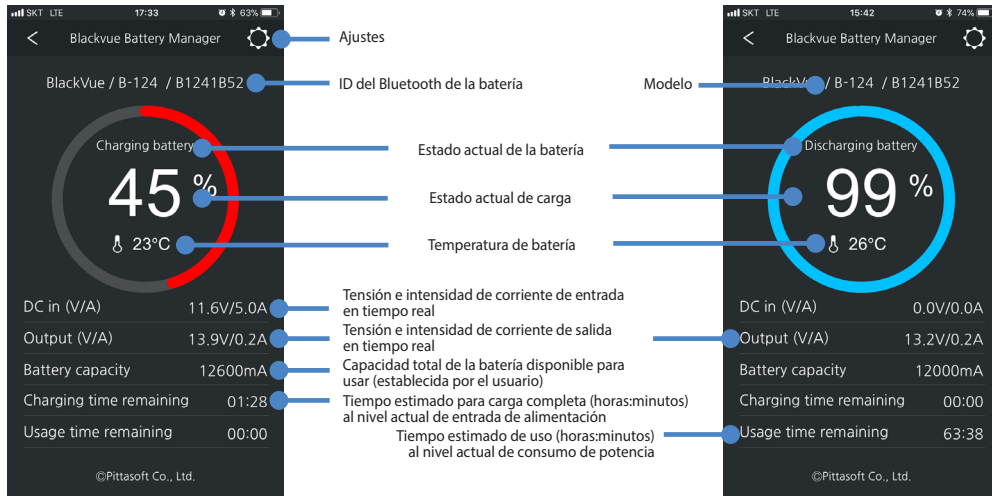 SKT LTE 17:33 63%
Blackvue Battery Manager
BlackVue / B-124 / B1241B52
Charging battery
45 %
23°C
DC in (V/A) 11.6V/5.0A
Output (V/A) 13.9V/0.2A
Battery capacity 12600mA
Charging time remaining 01:28
Usage time remaining 00:00
©Pittasoft Co., Ltd.
Ajustes
ID del Bluetooth de la batería
Modelo
Estado actual de la batería
Estado actual de carga
Temperatura de batería
Tensión e intensidad de corriente de entrada
en tiempo real
Tensión e intensidad de corriente de salida
en tiempo real
Capacidad total de la batería disponible para
usar (establecida por el usuario)
Tiempo estimado para carga completa (horas:minutos)
al nivel actual de entrada de alimentación
Tiempo estimado de uso (horas:minutos)
al nivel actual de consumo de potencia
SKT LTE 15:42 74%
Blackvue Battery Manager
BlackVue / B-124 / B1241B52
Discharging battery
99 %
26°C
DC in (V/A) 0.0V/0.0A
Output (V/A) 13.2V/0.2A
Battery capacity 12000mA
Charging time remaining 00:00
Usage time remaining 63:38
©Pittasoft Co., Ltd.